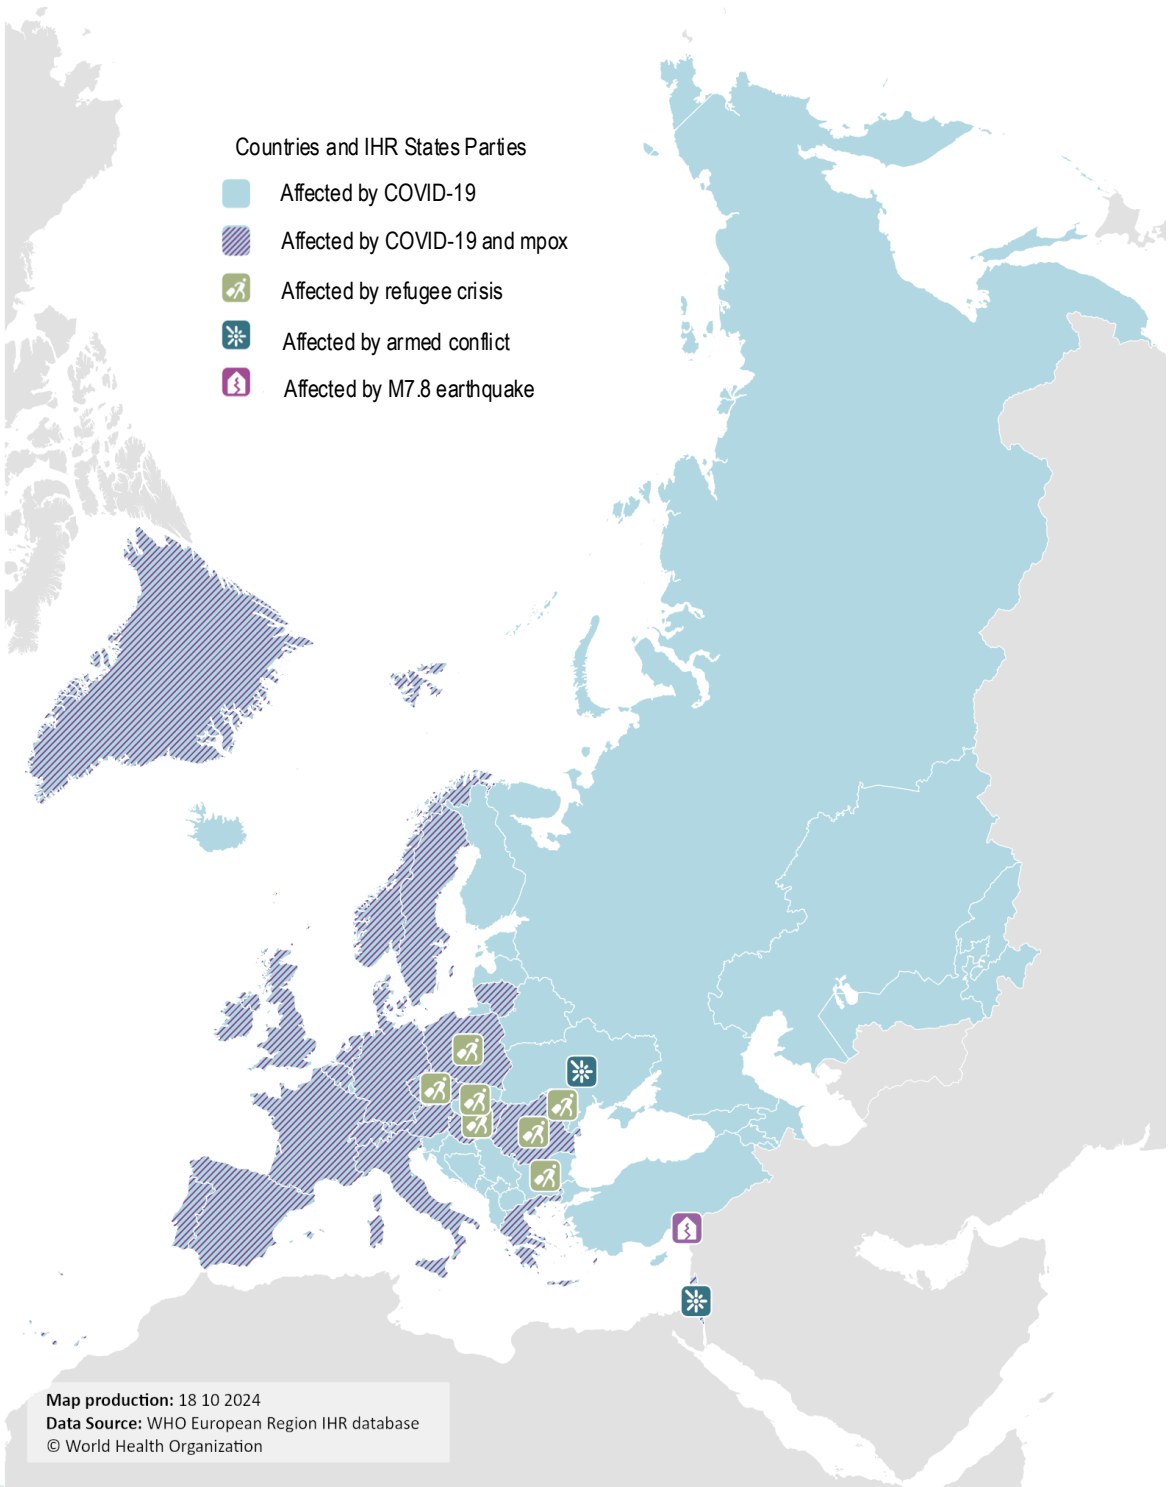 Countries and IHR States Parties
Affected by COVID-19
Affected by COVID-19 and mpox
Affected by refugee crisis
Affected by armed conflict
Affected by M7.8 earthquake
Map production: 18 10 2024
Data Source: WHO European Region IHR database
© World Health Organization